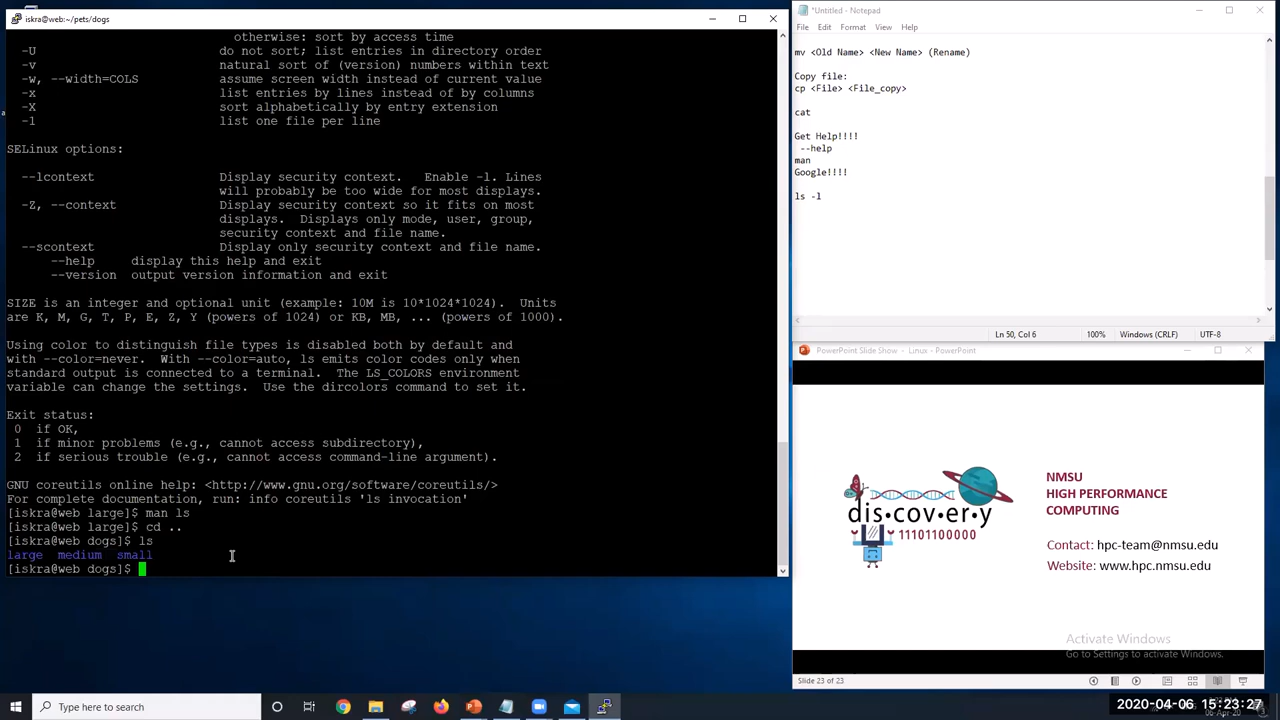 iskra@web:~/pets/dogs
otherwise: sort by access time
-U do not sort; list entries in directory order
-v natural sort of (version) numbers within text
-w, --width=COLS assume screen width instead of current value
-x list entries by lines instead of by columns
-X sort alphabetically by entry extension
-1 list one file per line
SELinux options:
--lcontext Display security context. Enable -l. Lines
will probably be too wide for most displays.
-Z, --context Display security context so it fits on most
displays. Displays only mode, user, group,
security context and file name.
--scontext Display only security context and file name.
--help display this help and exit
--version output version information and exit
SIZE is an integer and optional unit (example: 10M is 10*1024*1024). Units
are K, M, G, T, P, E, Z, Y (powers of 1024) or KB, MB, ... (powers of 1000).
Using color to distinguish file types is disabled both by default and
with --color=never. With --color=auto, ls emits color codes only when
standard output is connected to a terminal. The LS_COLORS environment
variable can change the settings. Use the dircolors command to set it.
Exit status:
0 if OK,
1 if minor problems (e.g., cannot access subdirectory),
2 if serious trouble (e.g., cannot access command-line argument).
GNU coreutils online help: <http://www.gnu.org/software/coreutils/>
For complete documentation, run: info coreutils 'ls invocation'
[iskra@web large]$ man ls
[iskra@web large]$ cd ..
[iskra@web dogs]$ ls
large medium small
[iskra@web dogs]$
*Untitled - Notepad
File Edit Format View Help
mv <Old Name> <New Name> (Rename)
Copy file:
cp <File> <File_copy>
cat
Get Help!!!!
--help
man
Google!!!!
ls -l
Ln 50, Col 6 100% Windows (CRLF) UTF-8
PowerPoint Slide Show - Linux - PowerPoint
discovery
11101100000
NMSU
HIGH PERFORMANCE
COMPUTING
Contact: hpc-team@nmsu.edu
Website: www.hpc.nmsu.edu
Activate Windows
Go to Settings to activate Windows.
Slide 23 of 23
Type here to search
2020-04-06 15:23:27